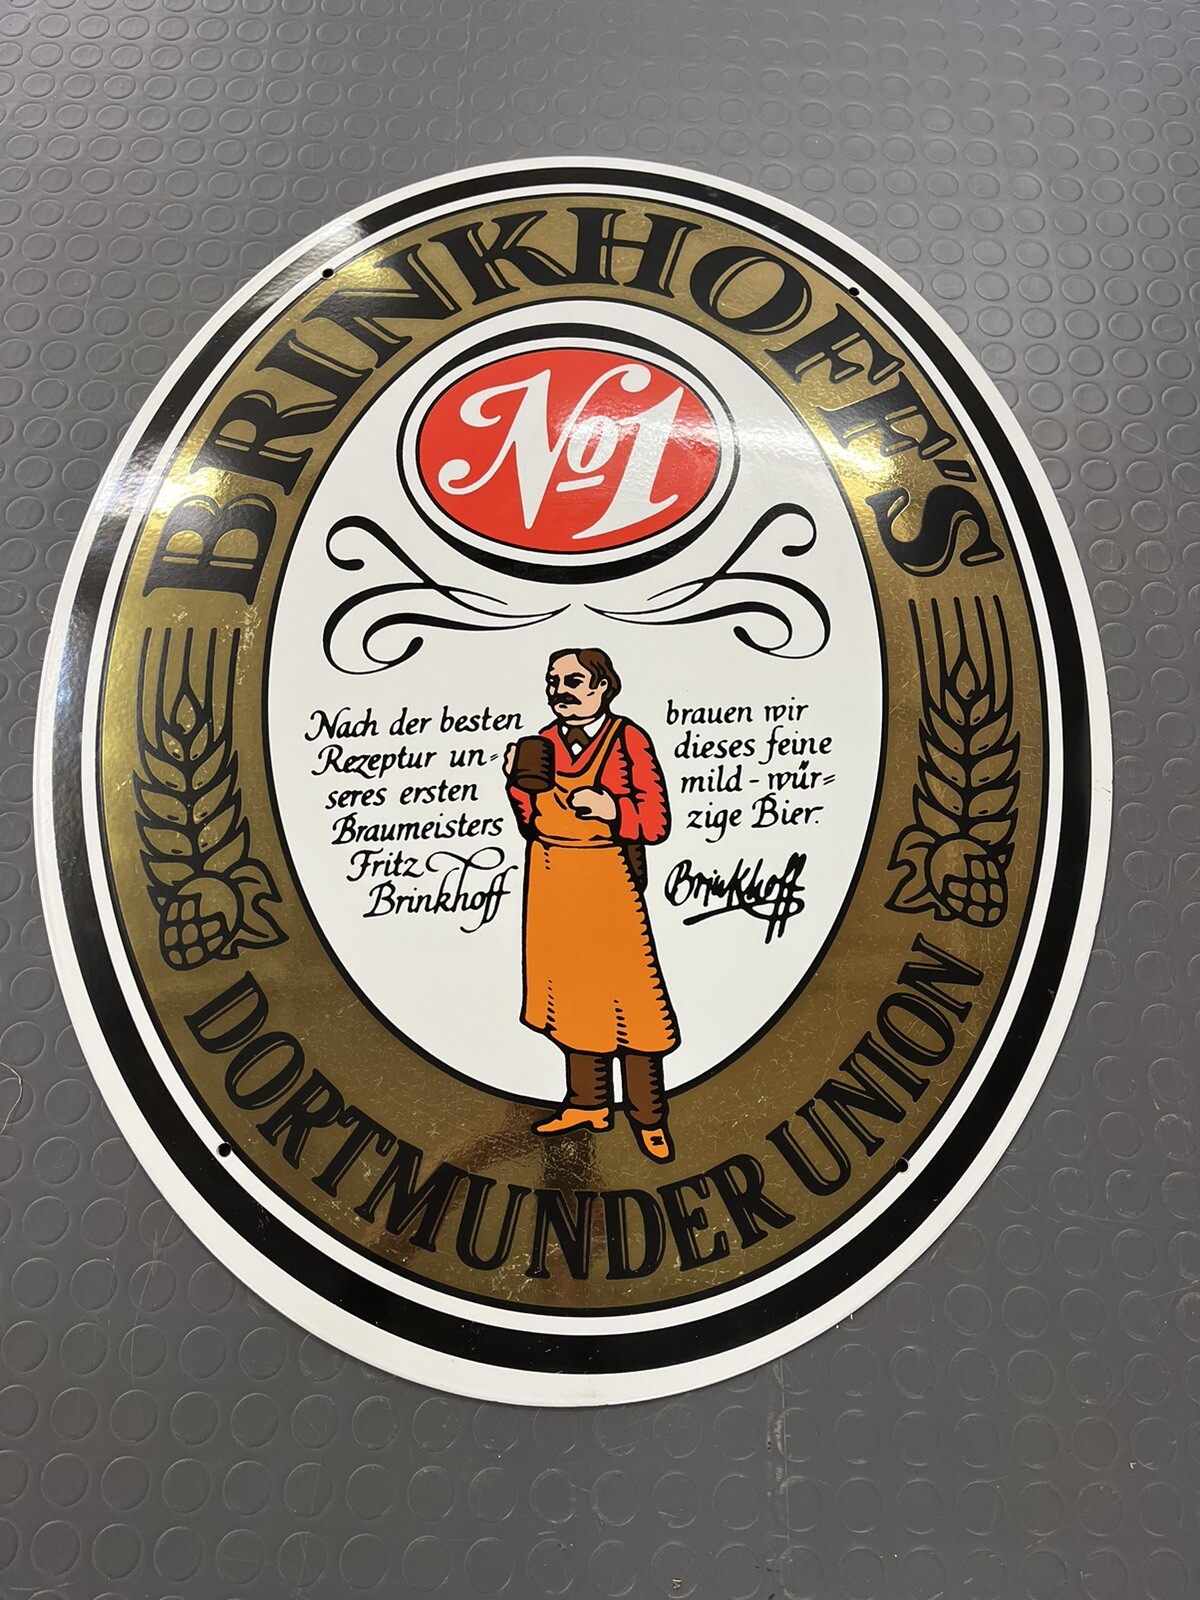 BRINKHOFF'S
No1
Nach der besten
Rezeptur un=
seres ersten
Braumeisters
Fritz
Brinkhoff
brauen wir
dieses feine
mild - wür=
zige Bier.
Brinkhoff
DORTMUNDER UNION